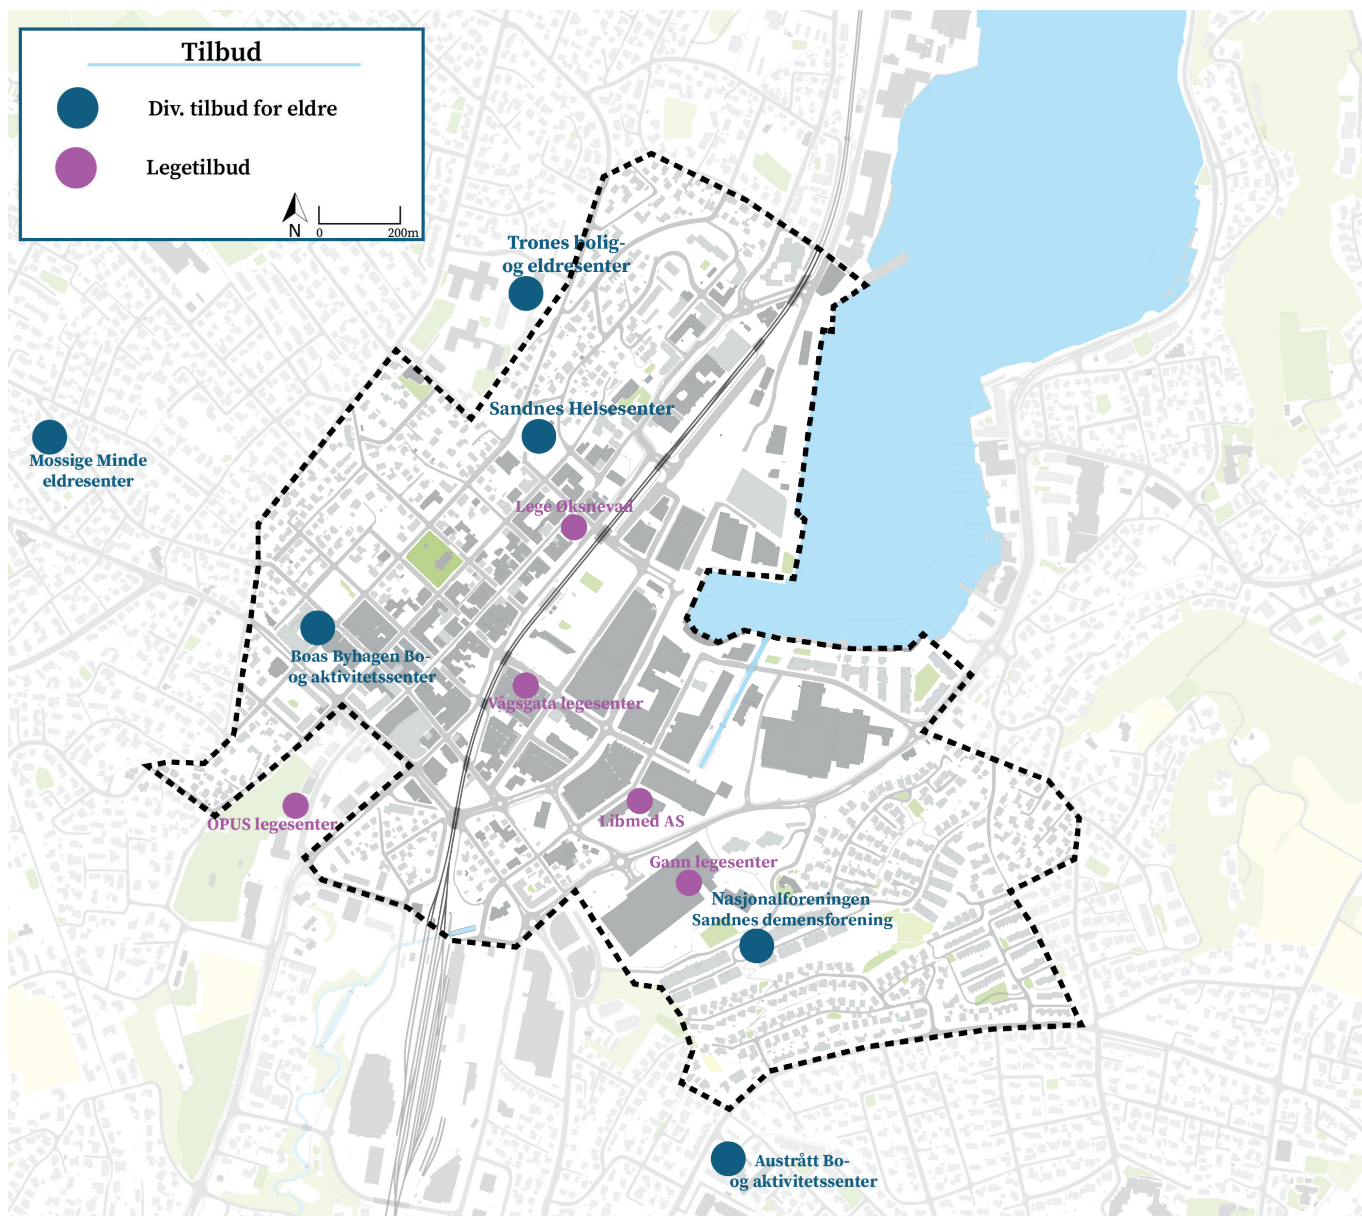 Tilbud
Div. tilbud for eldre
Legetilbud
N
0
200m
Trones bolig-
og eldresenter
Sandnes Helsesenter
Mossige Minde
eldresenter
Lege Øksnevad
Boas Byhagen Bo-
og aktivitetssenter
Vågsgata legesenter
OPUS legesenter
Libmed AS
Gann legesenter
Nasjonalforeningen
Sandnes demensforening
Austrått Bo-
og aktivitetssenter